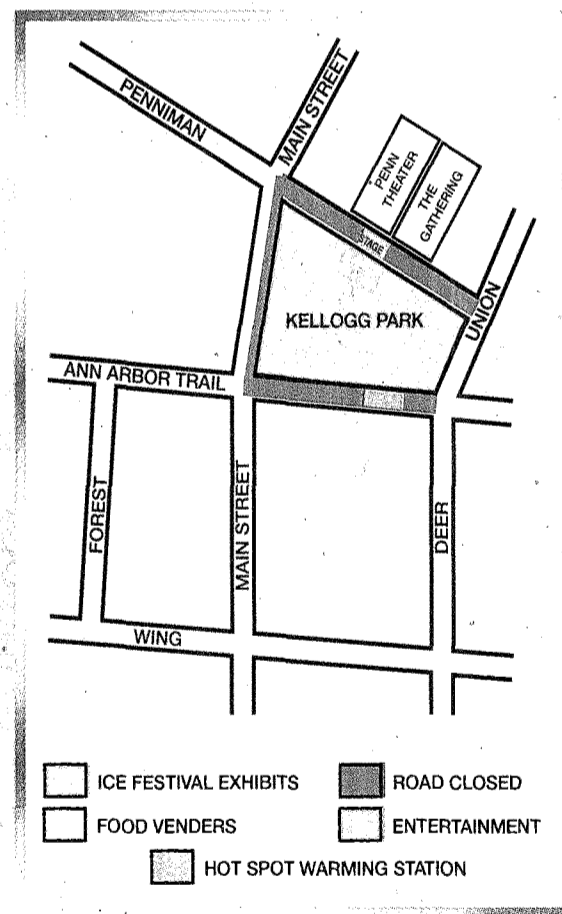 PENNIMAN
MAIN STREET
PENN
THEATER
THE
GATHERING
STAGE
UNION
KELLOGG PARK
ANN ARBOR TRAIL
FOREST
MAIN STREET
DEER
WING
ICE FESTIVAL EXHIBITS
ROAD CLOSED
FOOD VENDERS
ENTERTAINMENT
HOT SPOT WARMING STATION